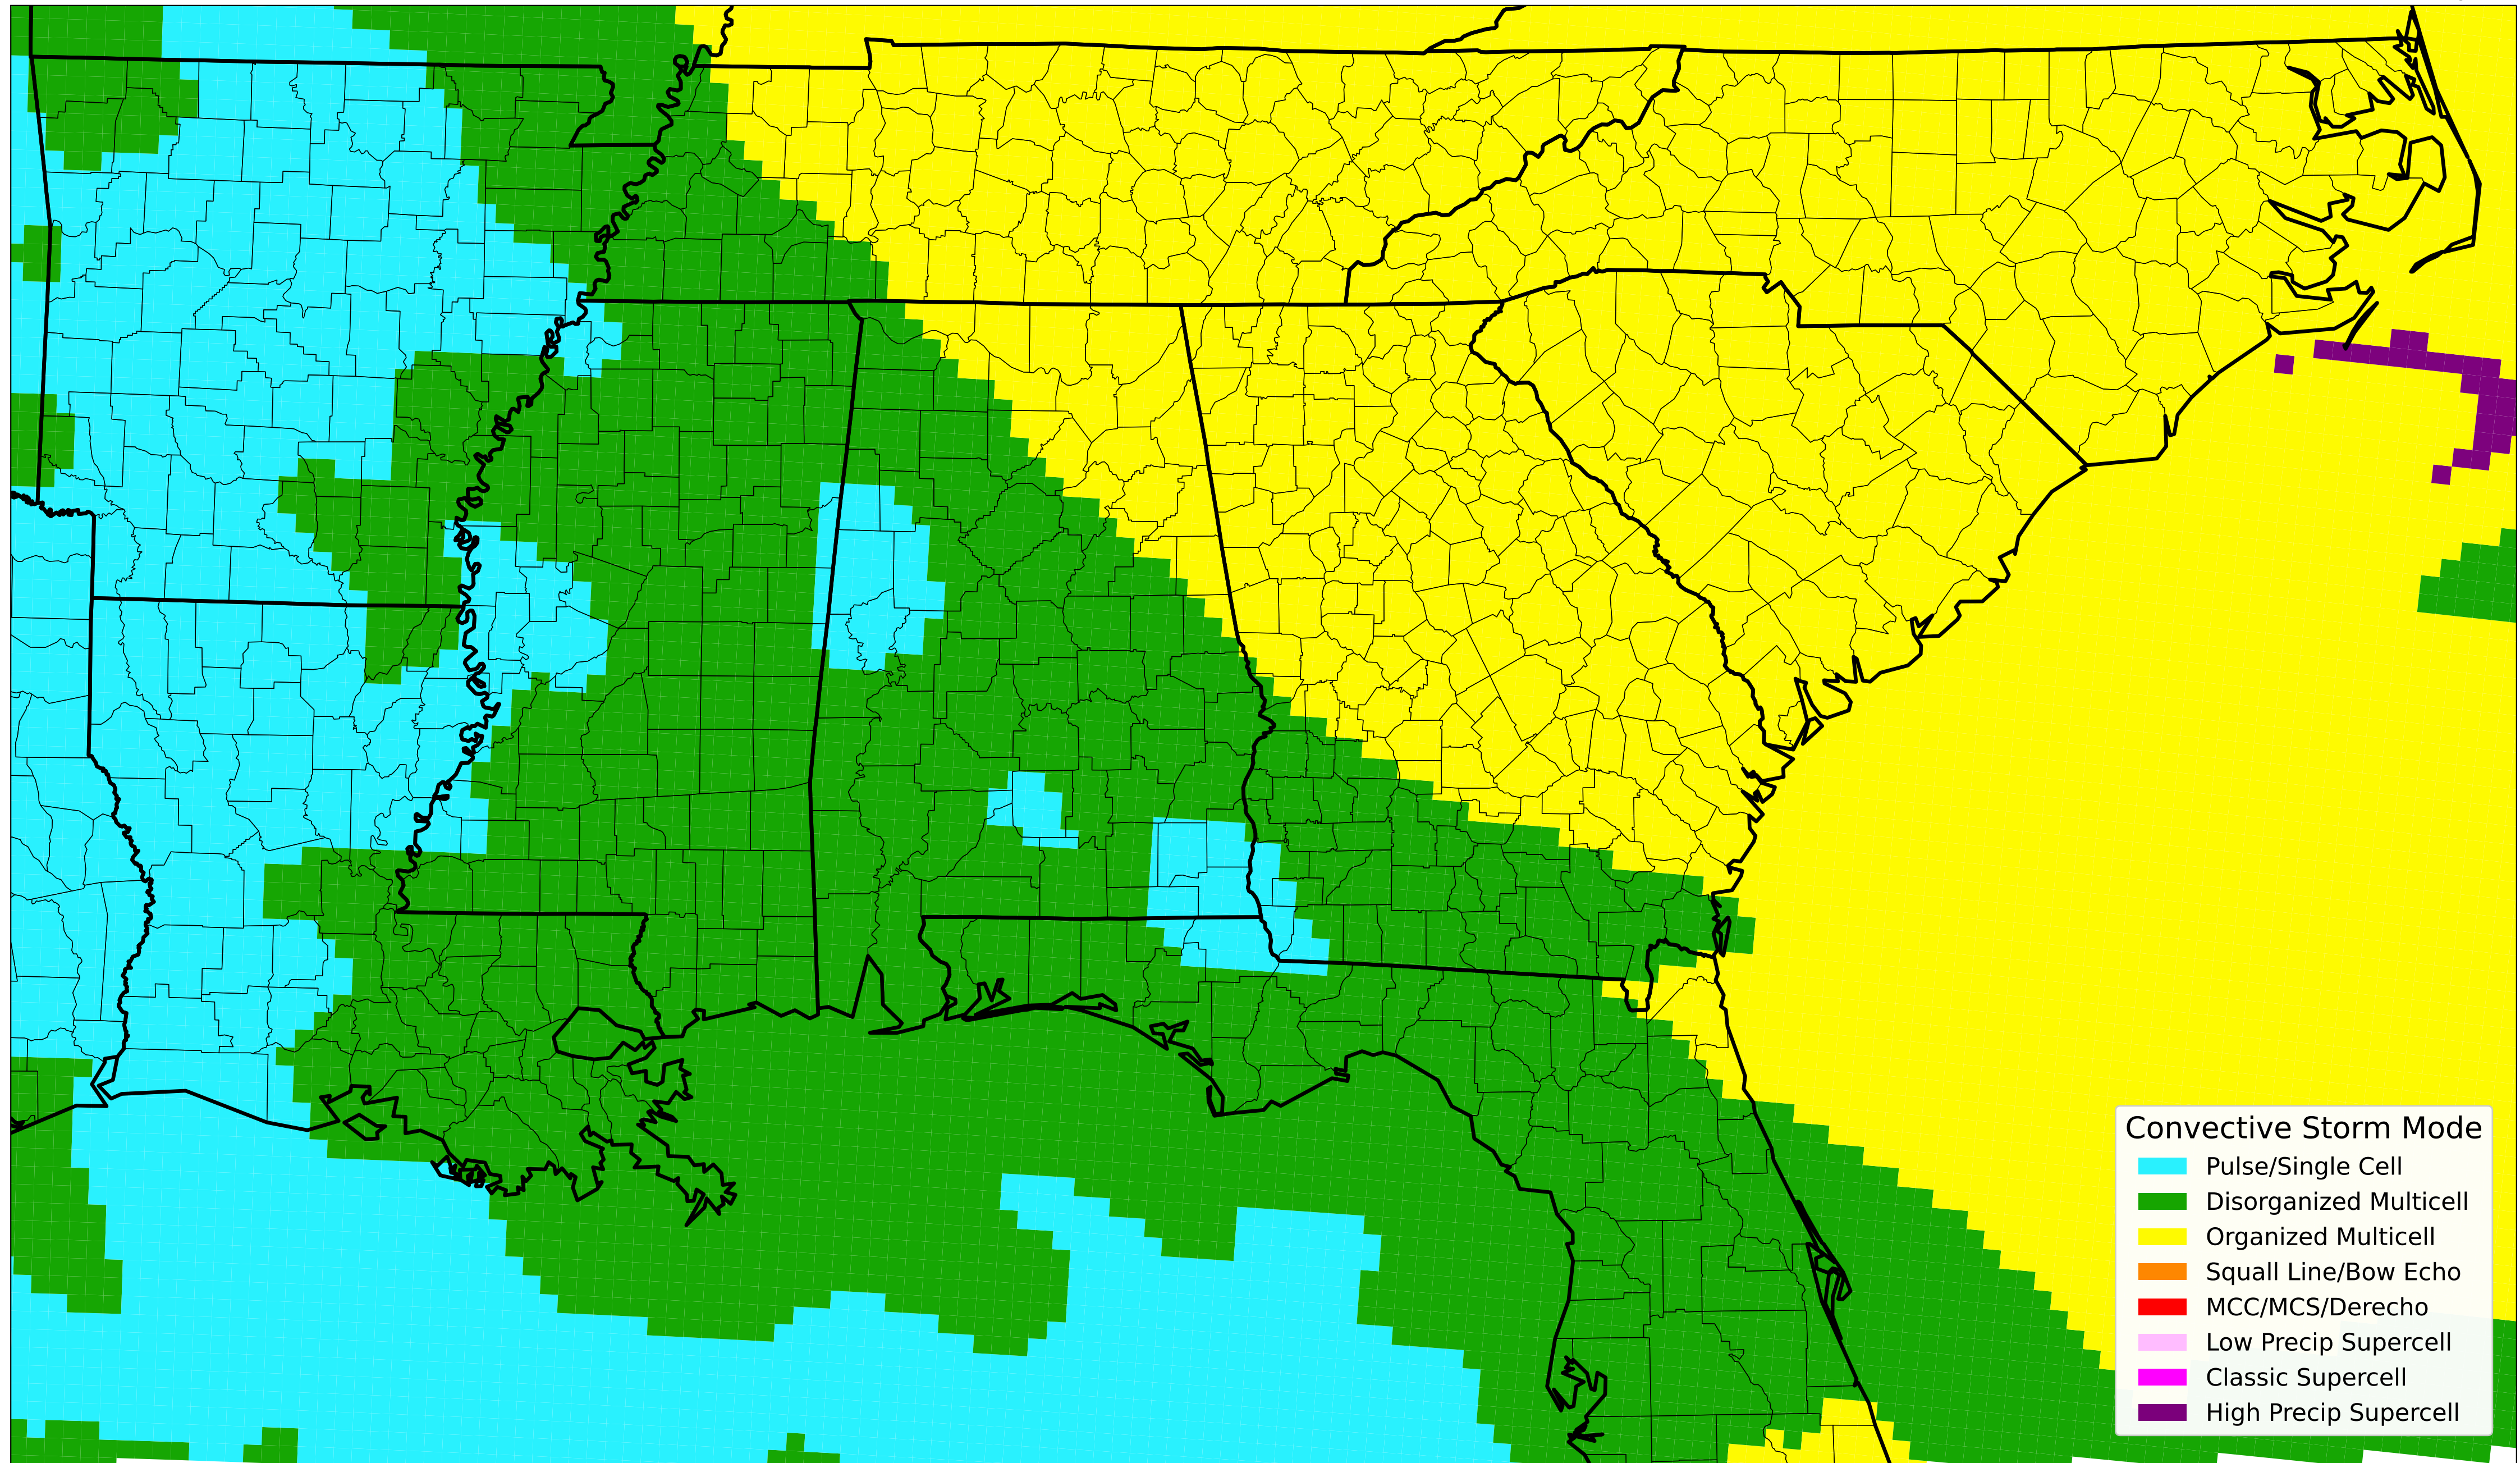 Convective Storm Mode
Pulse/Single Cell
Disorganized Multicell
Organized Multicell
Squall Line/Bow Echo
MCC/MCS/Derecho
Low Precip Supercell
Classic Supercell
High Precip Supercell